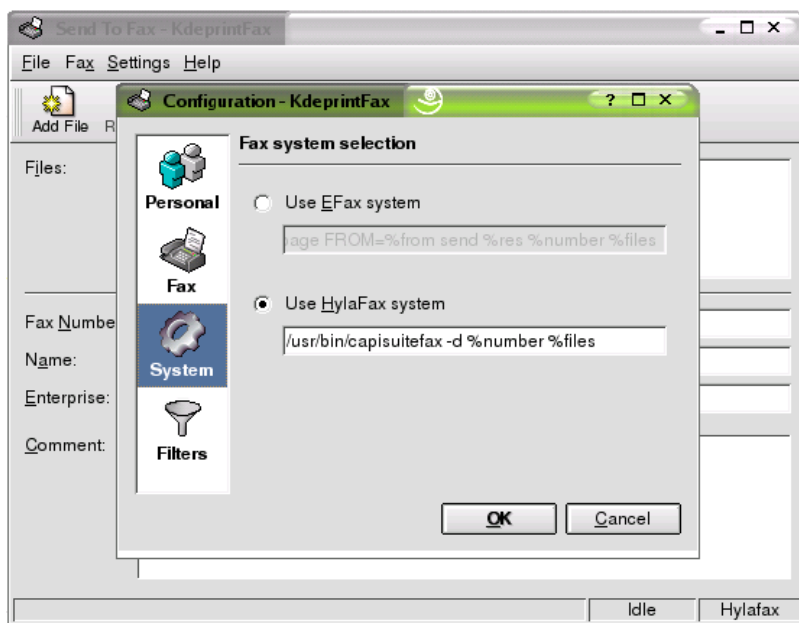 Send To Fax - KdeprintFax
File Fax Settings Help
Add File
Configuration - KdeprintFax
Files:
Fax Numbe
Name:
Enterprise:
Comment:
Personal
Fax
System
Filters
Fax system selection
Use EFax system
page FROM=%from send %res %number %files
Use HylaFax system
/usr/bin/capisuitefax -d %number %files
OK Cancel
Idle Hylafax